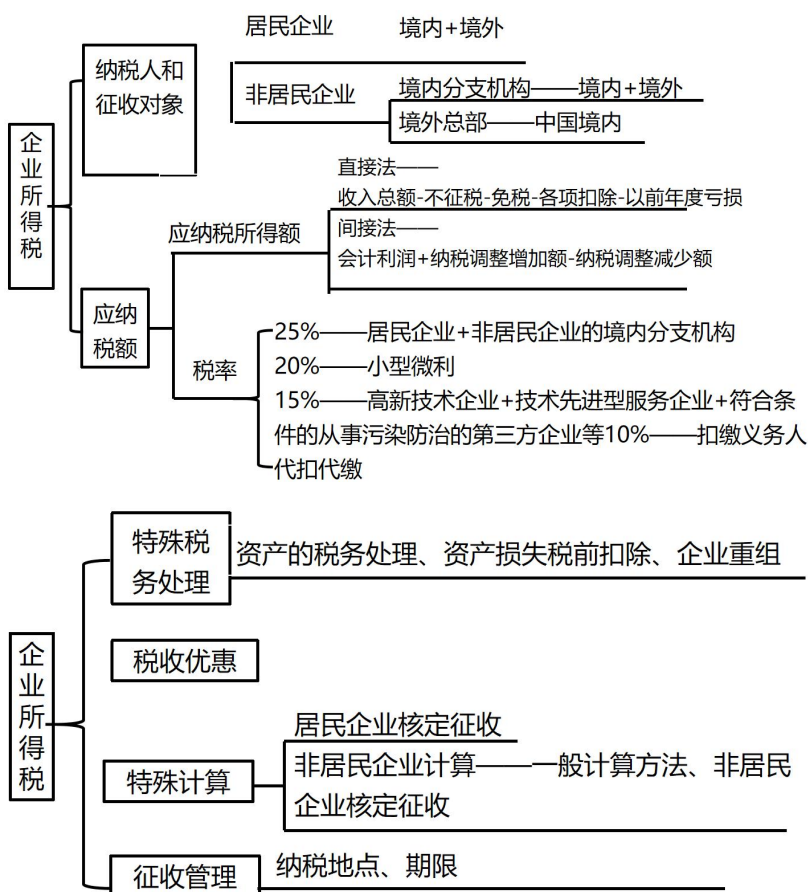 居民企业 境内+境外
纳税人和
征收对象
非居民企业
境内分支机构——境内+境外
境外总部——中国境内
企业所得税
直接法——
收入总额-不征税-免税-各项扣除-以前年度亏损
应纳税所得额
间接法——
会计利润+纳税调整增加额-纳税调整减少额
应纳
税额
税率
25%——居民企业+非居民企业的境内分支机构
20%——小型微利
15%——高新技术企业+技术先进型服务企业+符合条
件的从事污染防治的第三方企业等10%——扣缴义务人
代扣代缴
特殊税
务处理
资产的税务处理、资产损失税前扣除、企业重组
企业所得税
税收优惠
特殊计算
居民企业核定征收
非居民企业计算——一般计算方法、非居民
企业核定征收
征收管理
纳税地点、期限